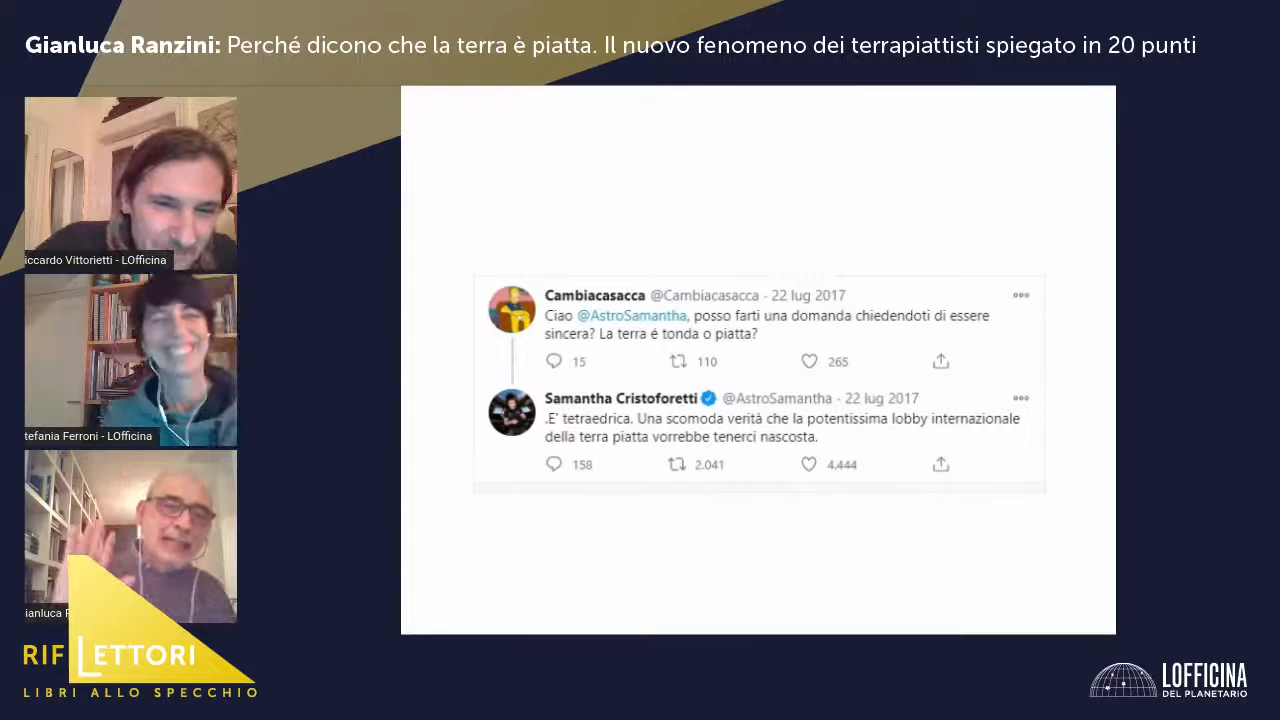 Gianluca Ranzini: Perché dicono che la terra è piatta. Il nuovo fenomeno dei terrapiattisti spiegato in 20 punti
iccardo Vittorietti - LOfficina
tefania Ferroni - LOfficina
ianluca R
RIFLETTORI
LIBRI ALLO SPECCHIO
Cambiacasacca @Cambiacasacca · 22 lug 2017
Ciao @AstroSamantha, posso farti una domanda chiedendoti di essere
sincera? La terra é tonda o piatta?
15 110 265
Samantha Cristoforetti @AstroSamantha · 22 lug 2017
.E' tetraedrica. Una scomoda verità che la potentissima lobby internazionale
della terra piatta vorrebbe tenerci nascosta.
158 2.041 4.444
LOFFICINA
DEL PLANETARIO